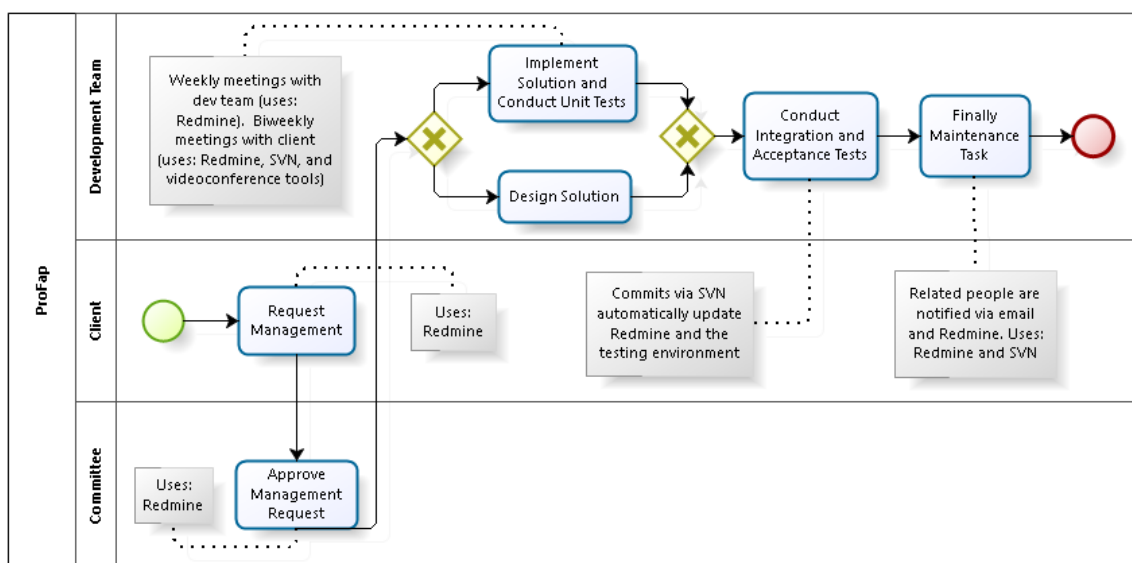 ProFap
Development Team
Weekly meetings with
dev team (uses:
Redmine).  Biweekly
meetings with client
(uses: Redmine, SVN, and
videoconference tools)
Implement
Solution and
Conduct Unit Tests
Design Solution
Conduct
Integration and
Acceptance Tests
Finally
Maintenance
Task
Client
Request
Management
Uses:
Redmine
Commits via SVN
automatically update
Redmine and the
testing environment
Related people are
notified via email
and Redmine. Uses:
Redmine and SVN
Committee
Uses:
Redmine
Approve
Management
Request